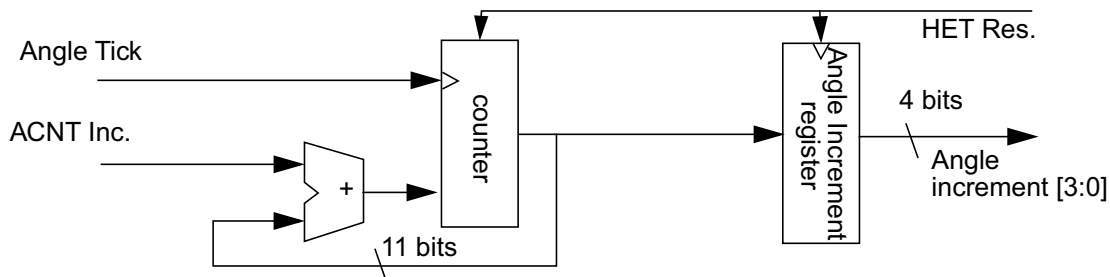 HET Res.
Angle Tick
ACNT Inc.
counter
+
11 bits
Angle Increment
register
4 bits
Angle
increment [3:0]